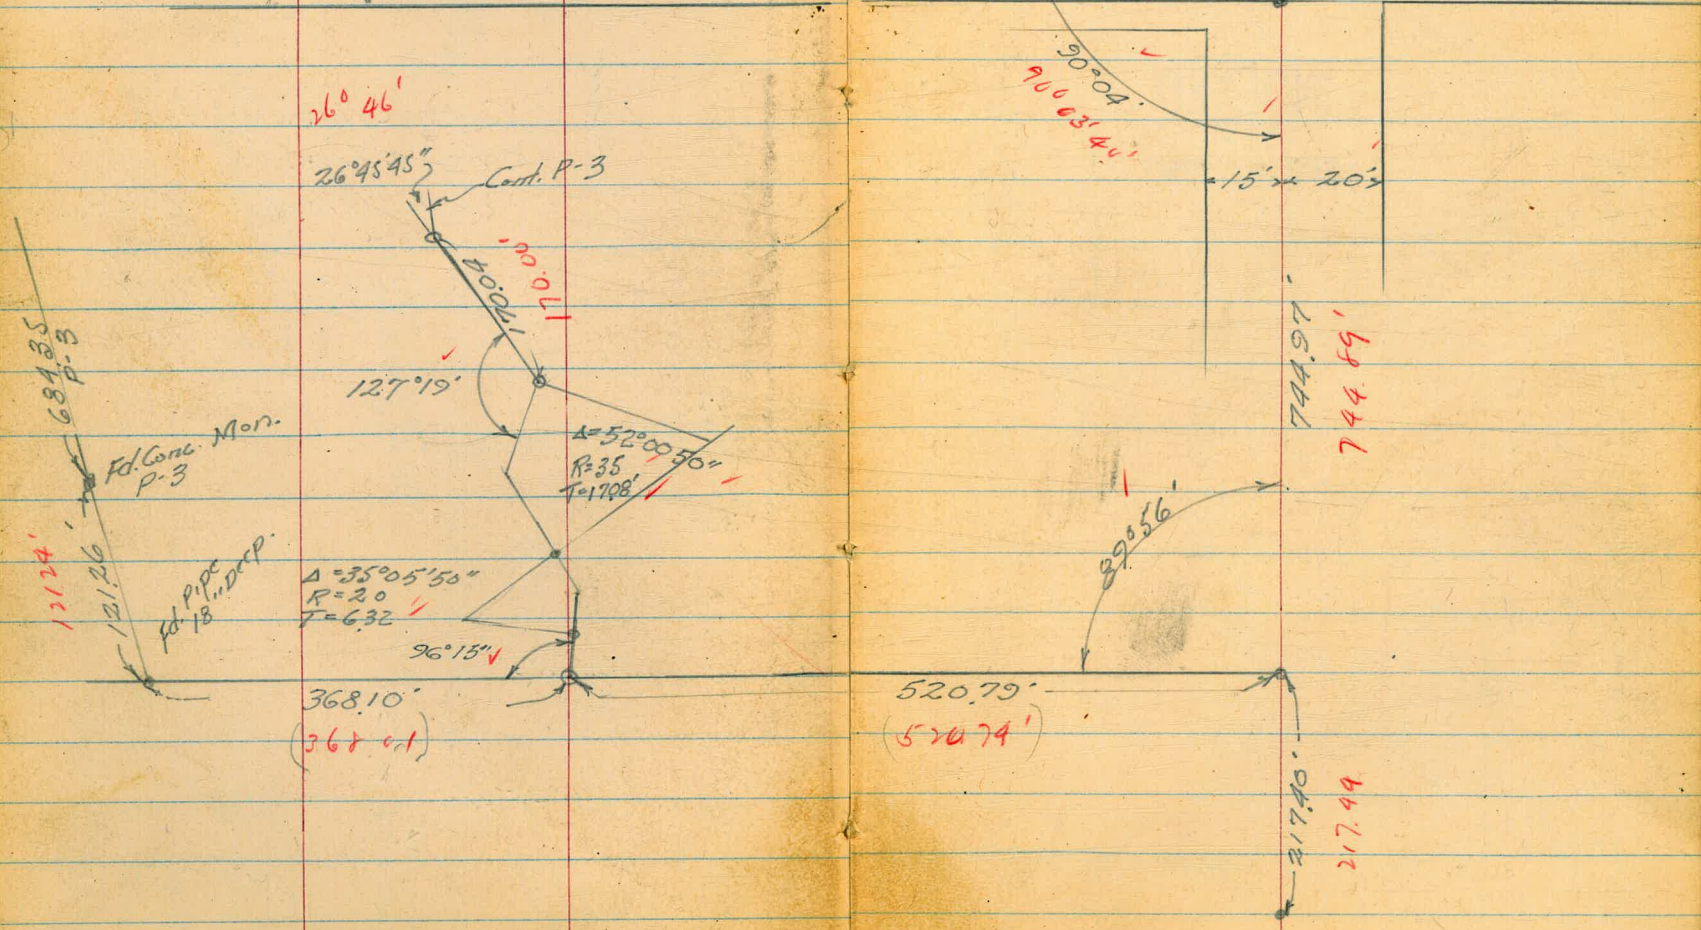 26° 46'
26°45'45"
Cont. P-3
170.04
170.00'
127°19'
Δ=52°00'50"
R=35
T=17.08'
684.35
P-3
Fd. Conc. Mon.
P-3
121.26'
121.24'
Fd. Pipe
18" Deep.
Δ=35°05'50"
R=20
T=6.32
96°15'
368.10'
90°04'
90° 03' 40"
15'
20'
744.87'
744.89'
89°56'
520.79'
(520.74')
217.40'
217.44